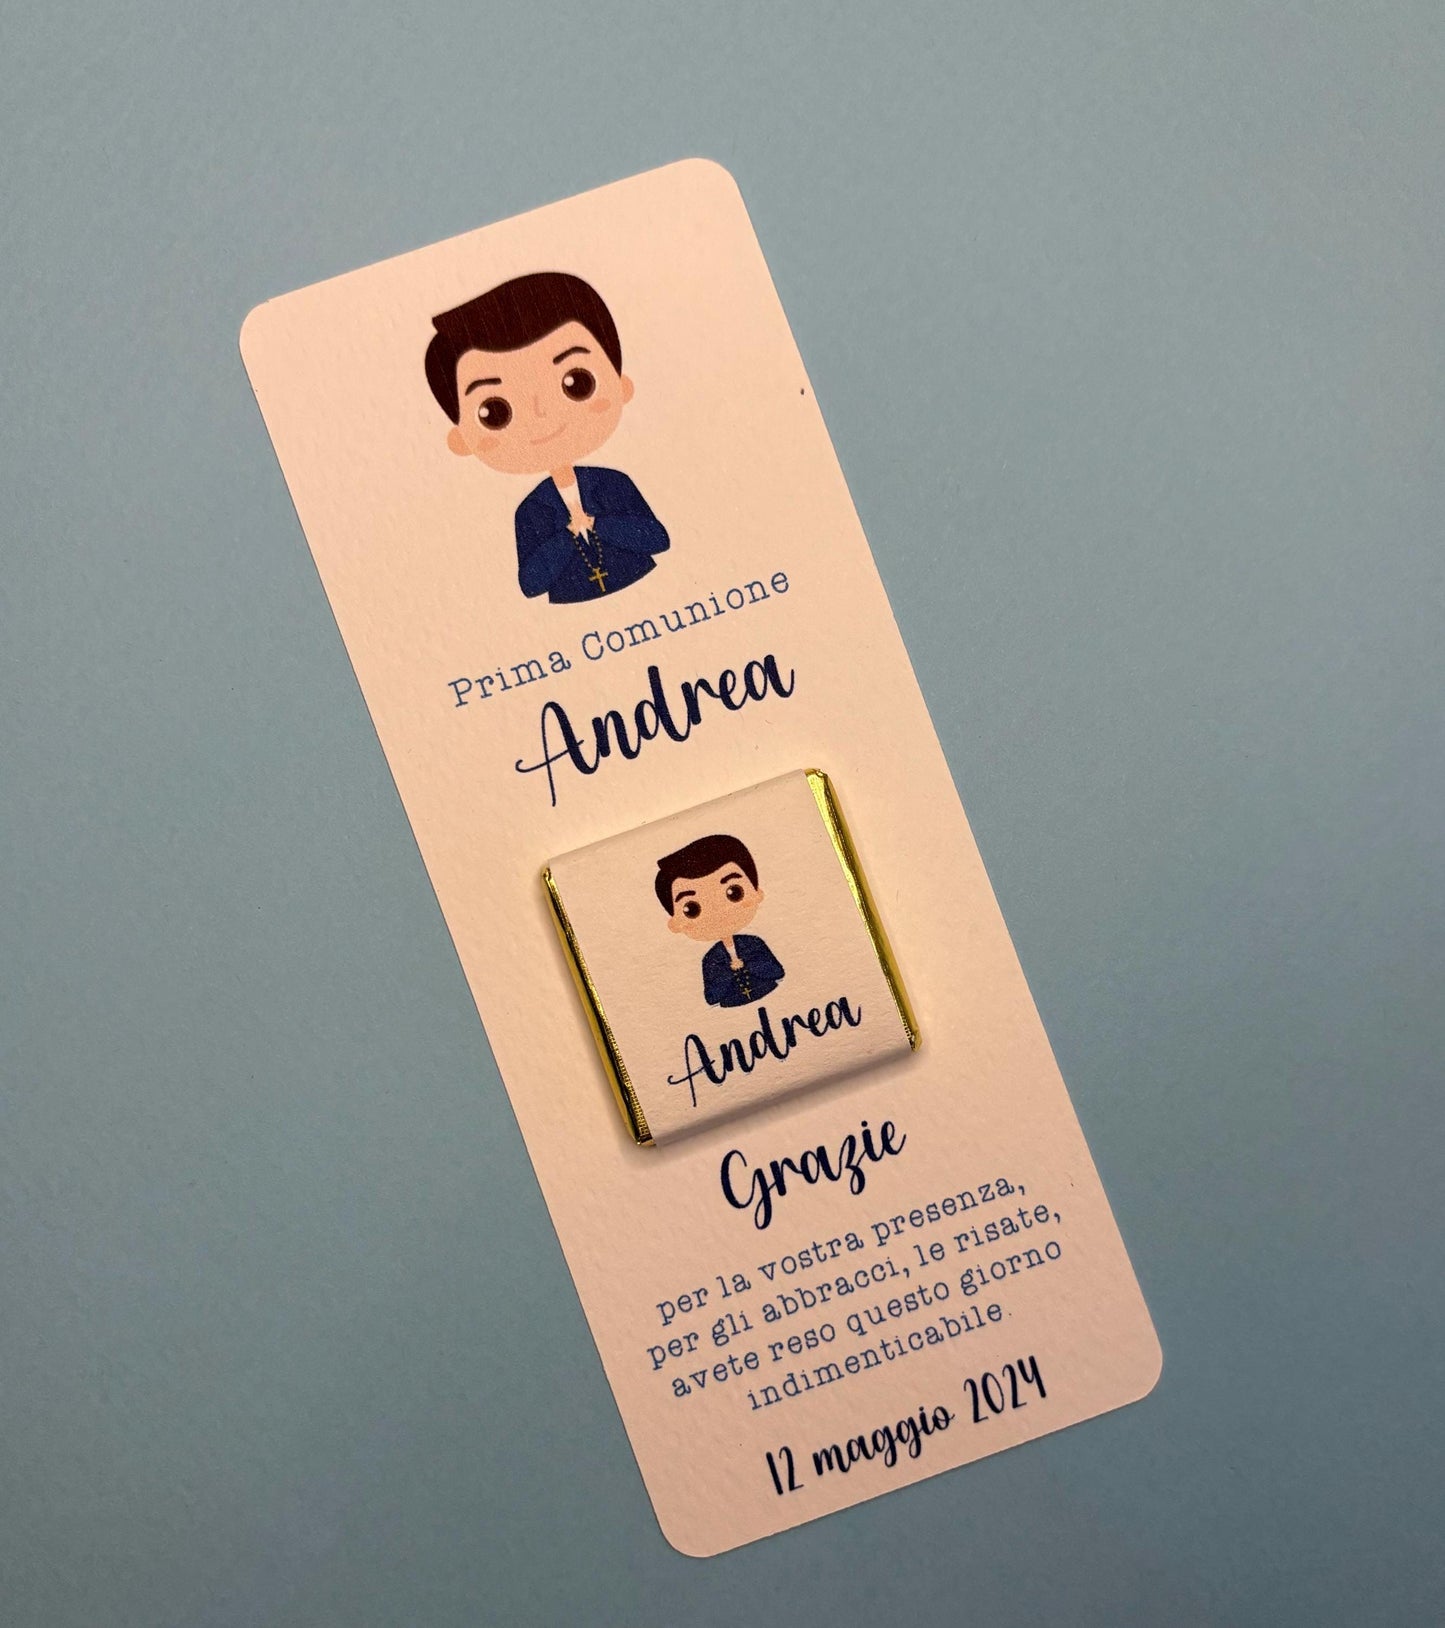 Prima Comunione
Andrea
Andrea
Grazie
per la vostra presenza,
per gli abbracci, le risate,
avete reso questo giorno
indimenticabile.
12 maggio 2024